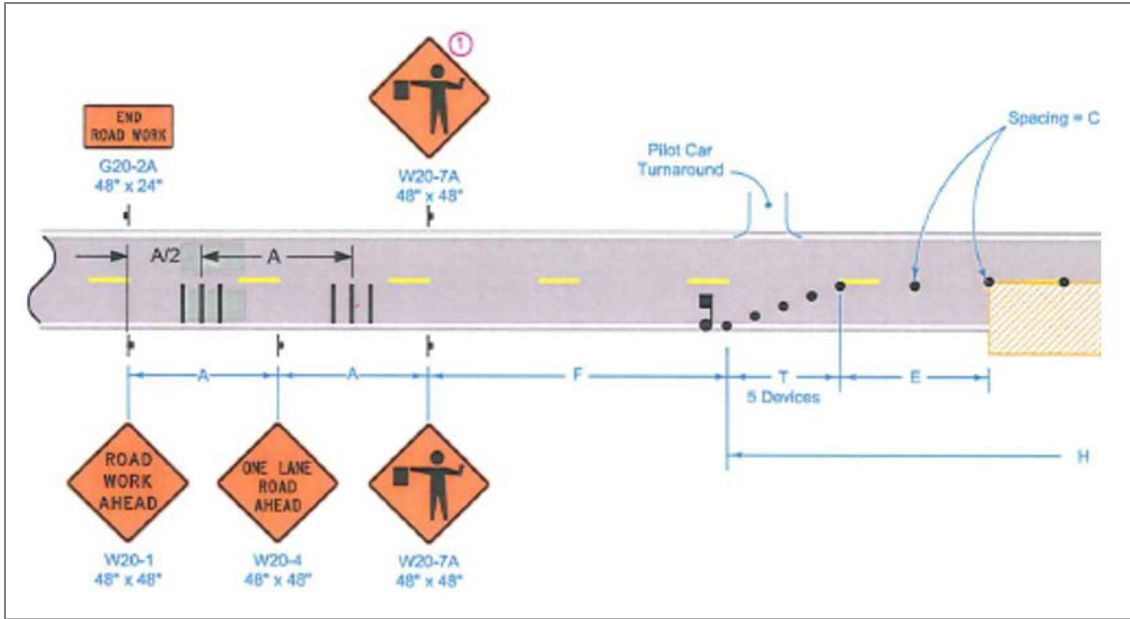 1
END
ROAD WORK
G20-2A
48" x 24"
W20-7A
48" x 48"
Pilot Car
Turnaround
Spacing = C
A/2
A
A
A
F
T
E
5 Devices
H
ROAD
WORK
AHEAD
W20-1
48" x 48"
ONE LANE
ROAD
AHEAD
W20-4
48" x 48"
W20-7A
48" x 48"